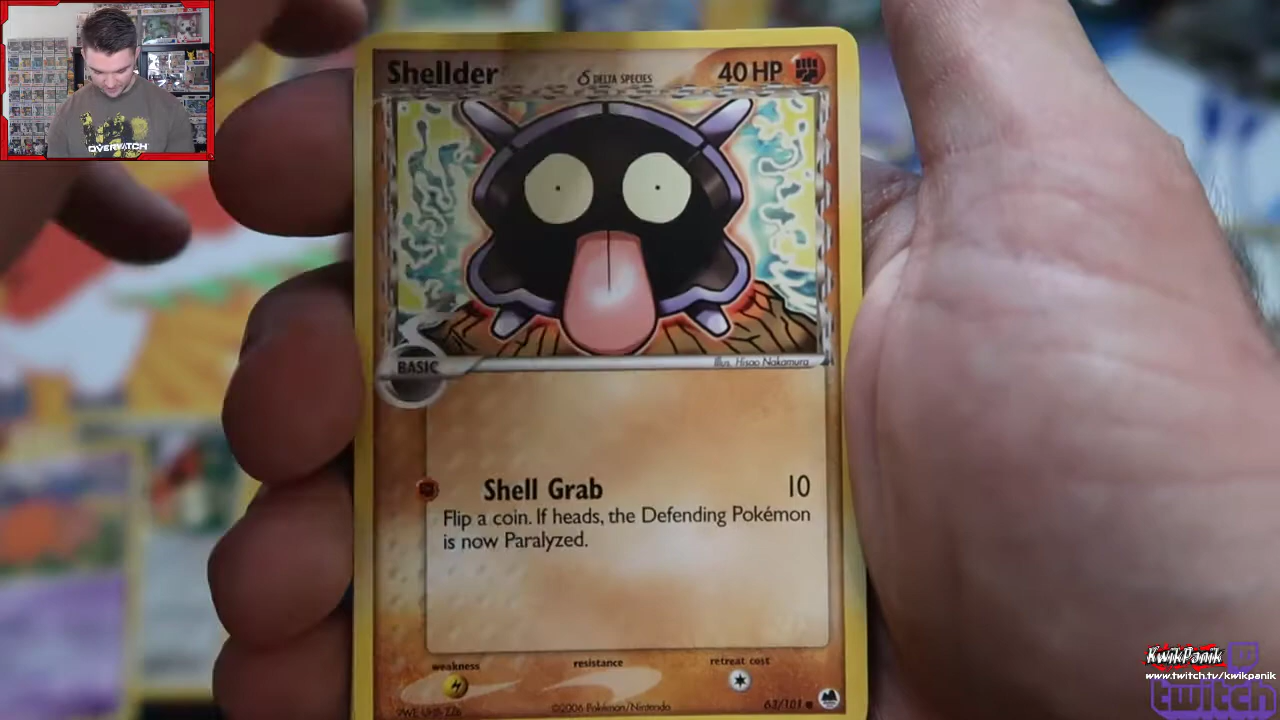 Shellder
δ DELTA SPECIES
40 HP
OVERWATCH
BASIC
Illus. Hisao Nakamura
Shell Grab
10
Flip a coin. If heads, the Defending Pokémon
is now Paralyzed.
weakness
resistance
retreat cost
©2006 Pokémon/Nintendo
63/101
KwikPanik
www.twitch.tv/kwikpanik
twitch